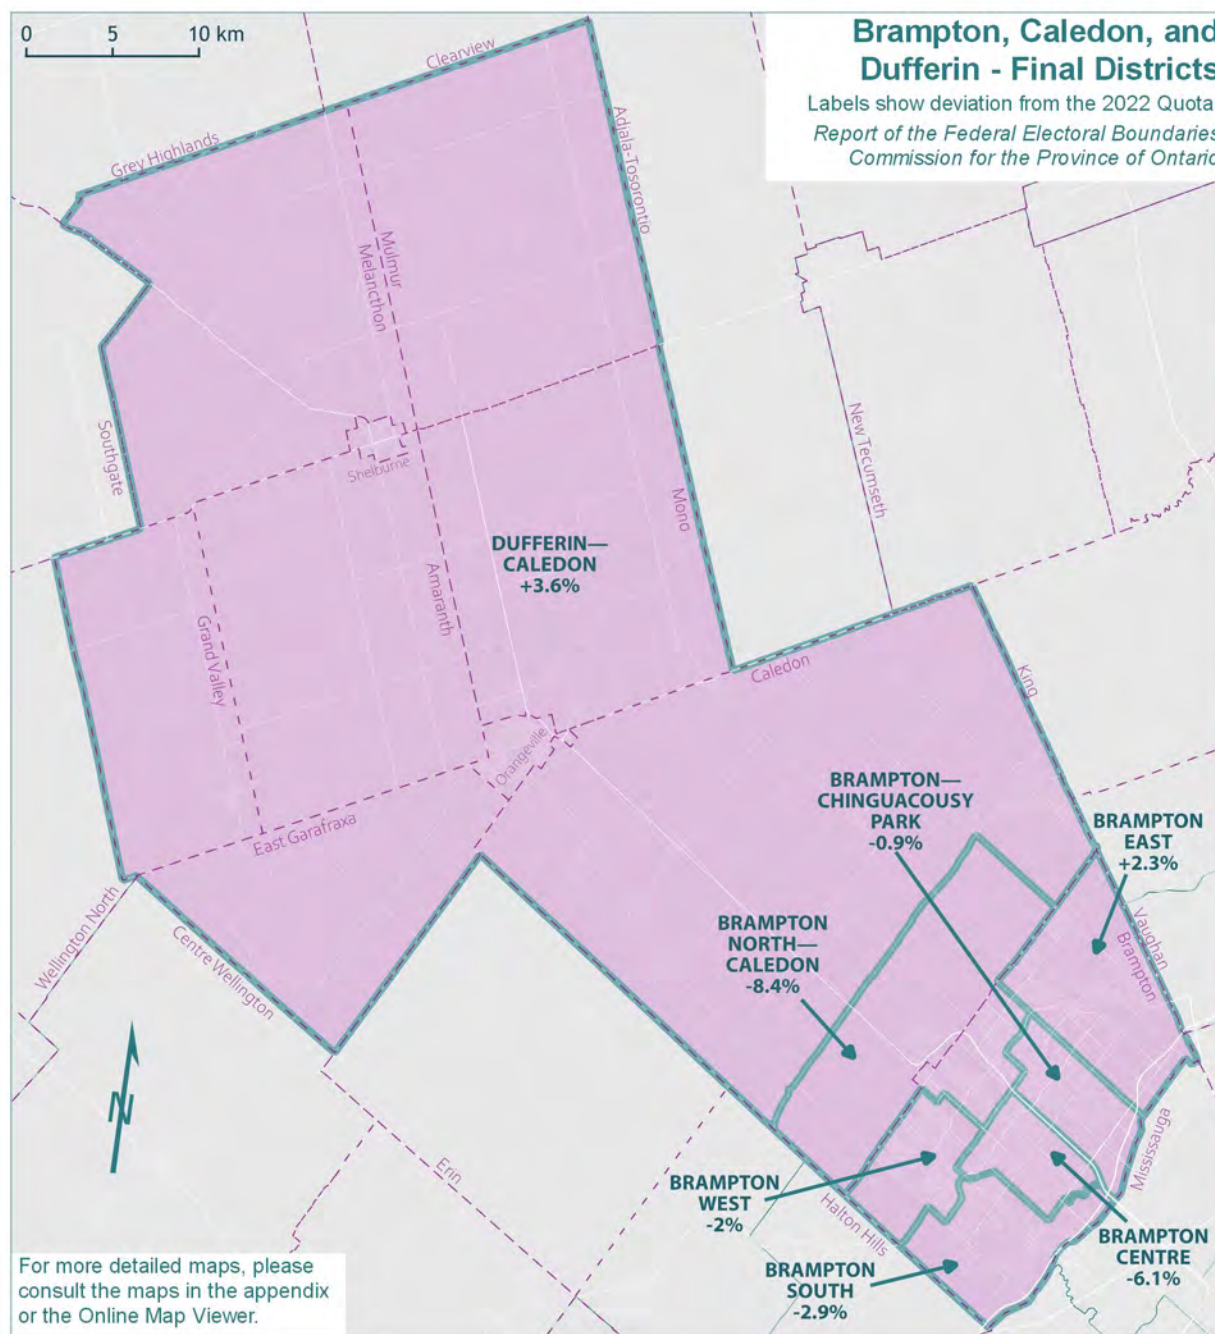 0 5 10 km
Brampton, Caledon, and
Dufferin - Final Districts
Labels show deviation from the 2022 Quota
Report of the Federal Electoral Boundaries
Commission for the Province of Ontario
Clearview
Grey Highlands
Adjala-Tosorontio
Mulmur
Melancthon
Southgate
Shelburne
New Tecumseth
Mono
DUFFERIN—
CALEDON
+3.6%
Amaranth
Grand Valley
Caledon
King
Orangeville
East Garafraxa
BRAMPTON—
CHINGUACOUSY
PARK
-0.9%
BRAMPTON
EAST
+2.3%
Wellington North
Centre Wellington
BRAMPTON
NORTH—
CALEDON
-8.4%
Vaughan
Brampton
N
Mississauga
Erin
BRAMPTON
WEST
-2%
Halton Hills
BRAMPTON
CENTRE
-6.1%
BRAMPTON
SOUTH
-2.9%
For more detailed maps, please
consult the maps in the appendix
or the Online Map Viewer.